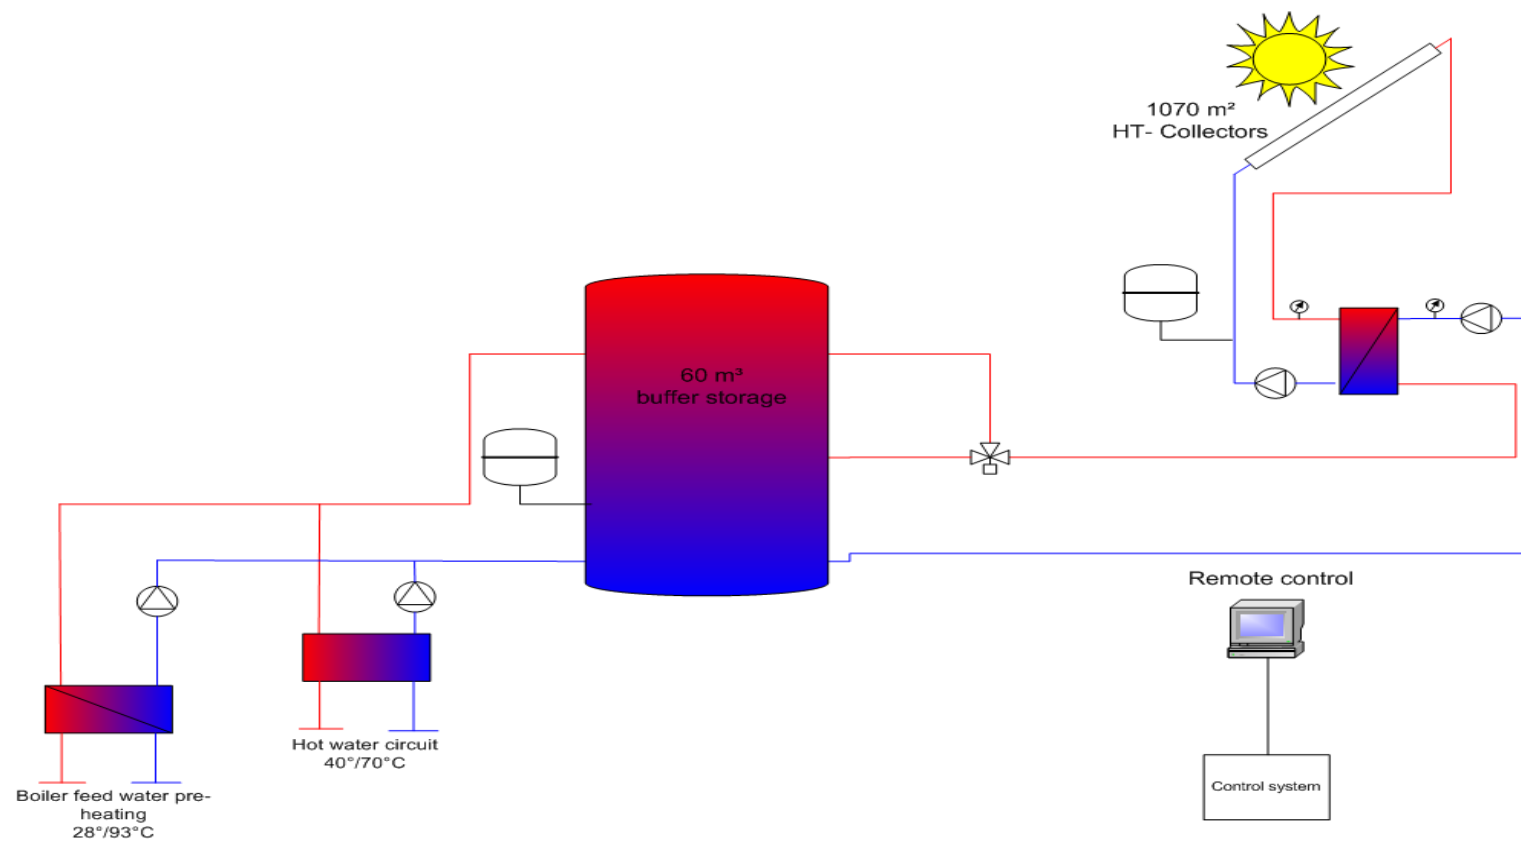 1070 m²
HT- Collectors
60 m³
buffer storage
Remote control
Control system
Hot water circuit
40°/70°C
Boiler feed water pre-
heating
28°/93°C